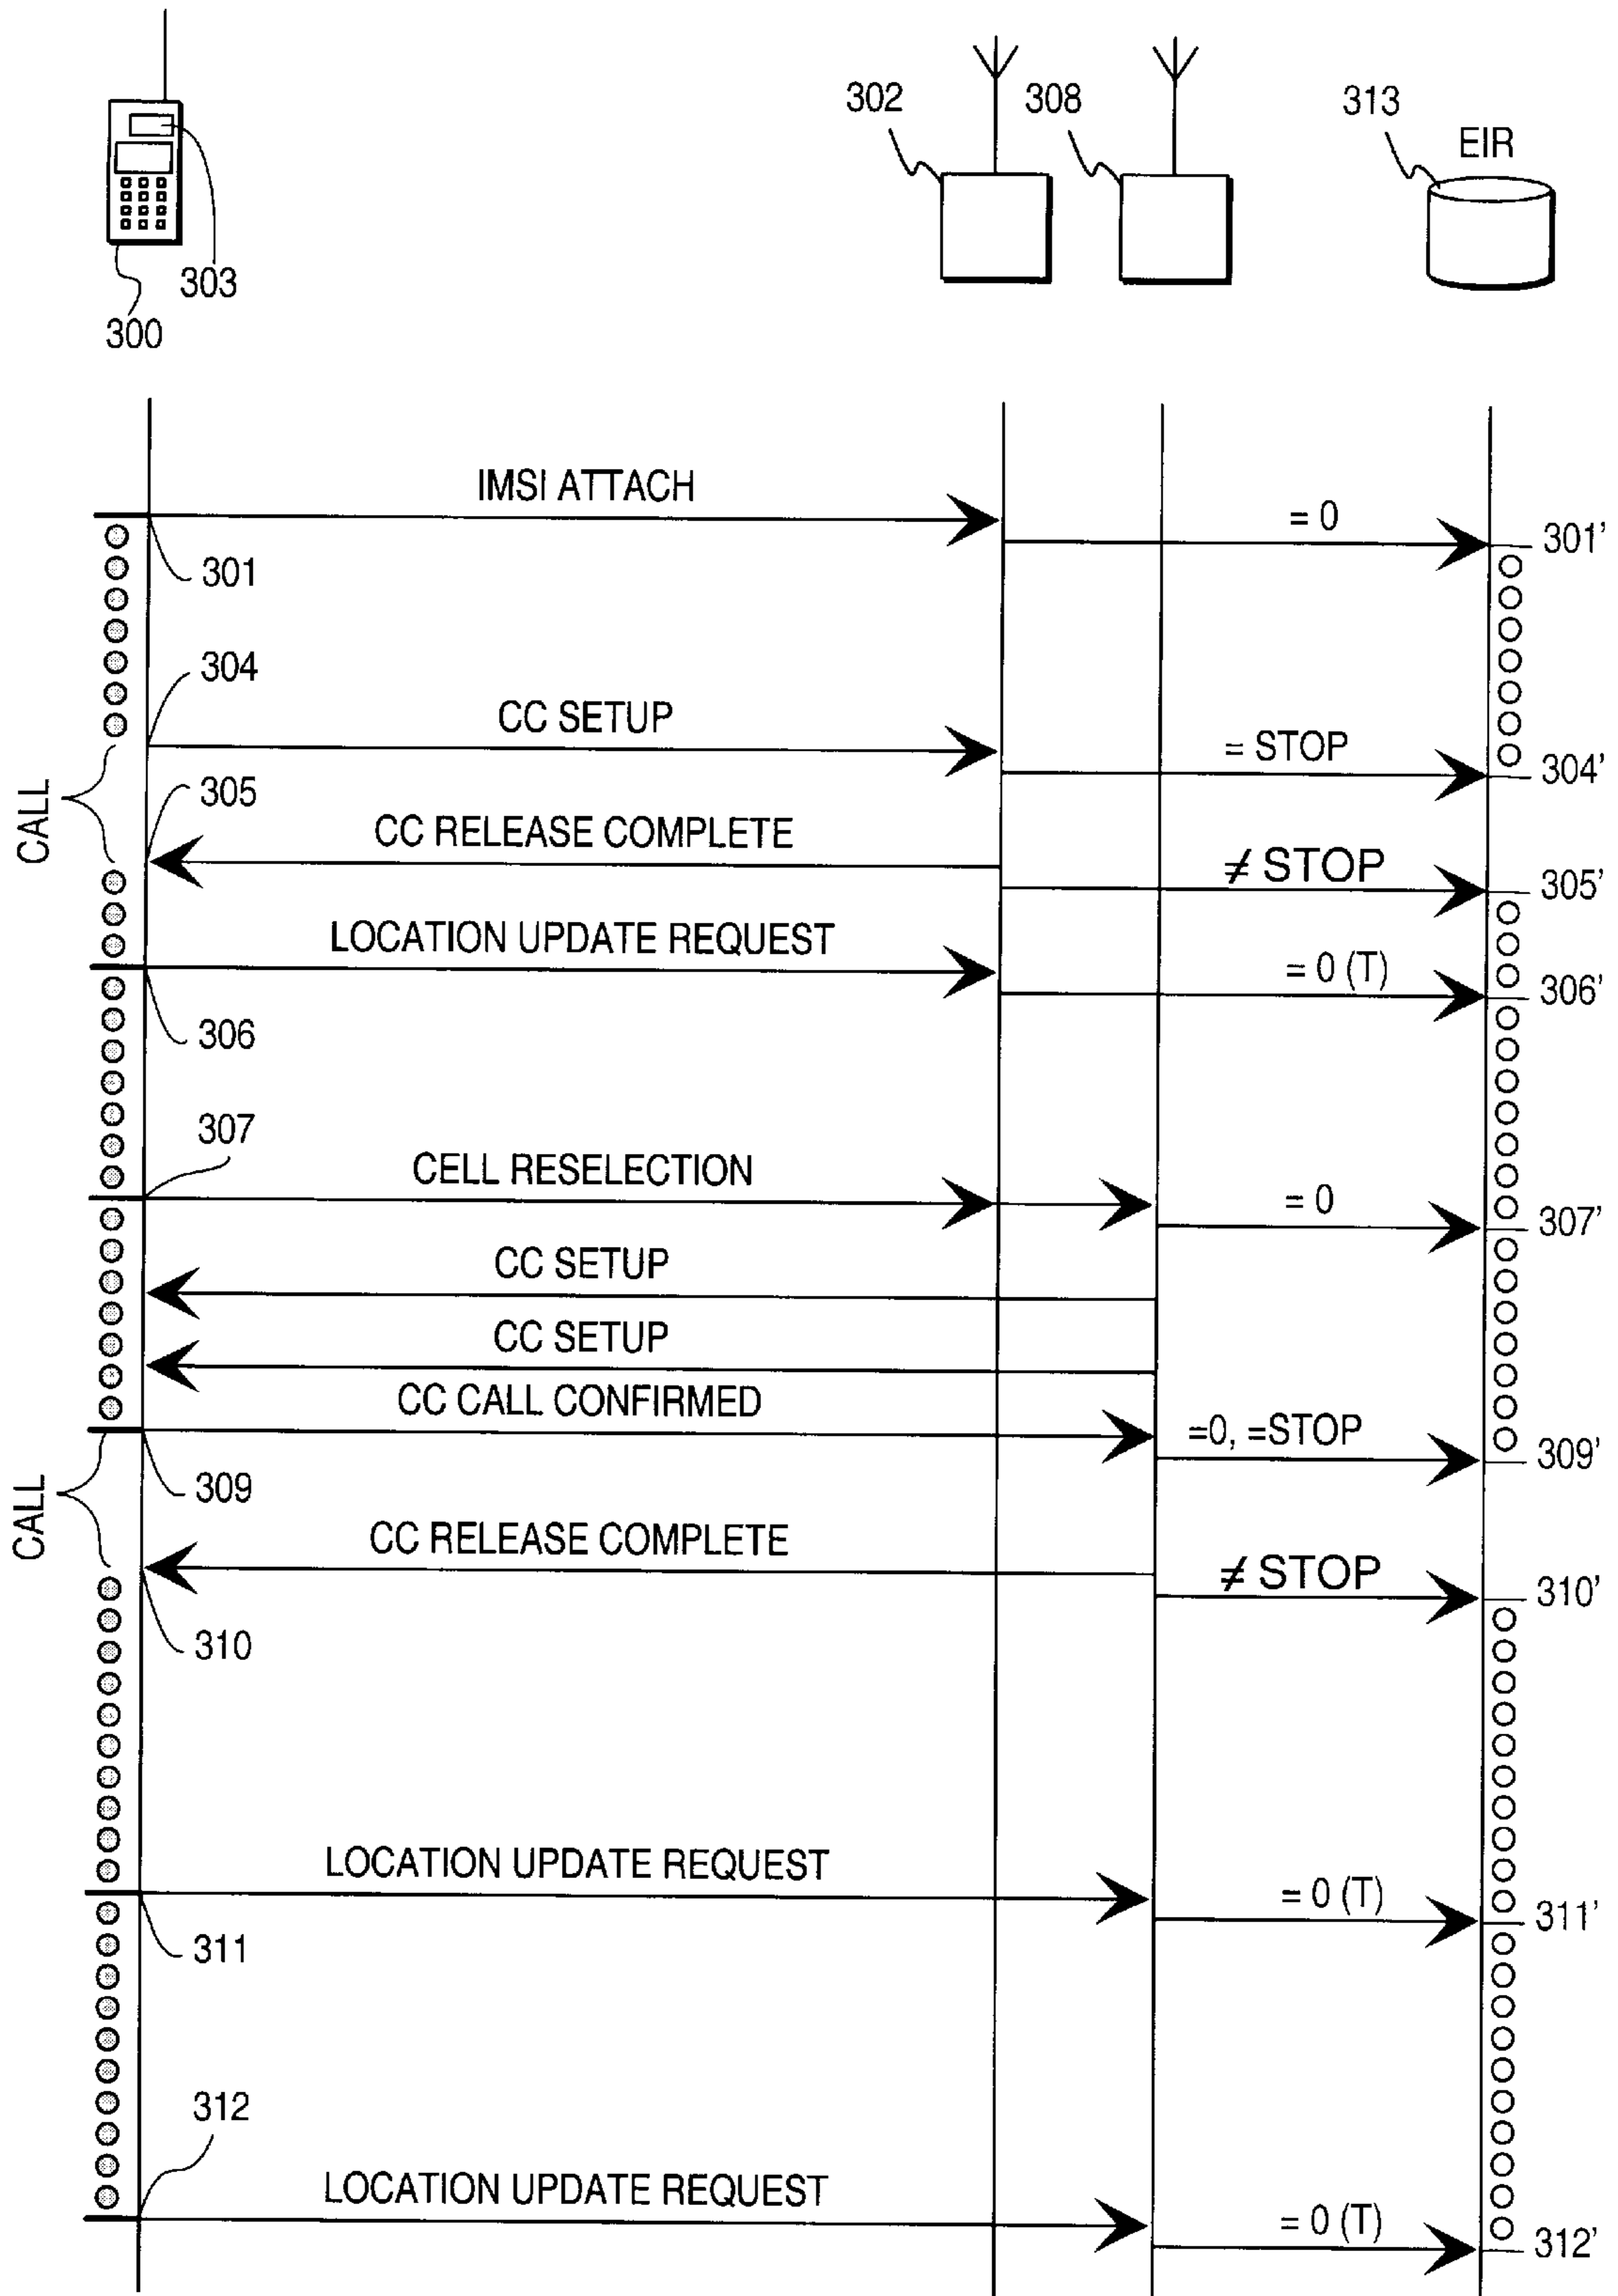 302
308
313
EIR
303
300
IMSI ATTACH
= 0
301'
301
304
CC SETUP
= STOP
304'
CALL
305
CC RELEASE COMPLETE
≠ STOP
305'
LOCATION UPDATE REQUEST
= 0 (T)
306'
306
307
CELL RESELECTION
= 0
307'
CC SETUP
CC SETUP
CC CALL CONFIRMED
=0, =STOP
309'
CALL
309
CC RELEASE COMPLETE
≠ STOP
310'
310
LOCATION UPDATE REQUEST
= 0 (T)
311'
311
312
LOCATION UPDATE REQUEST
= 0 (T)
312'